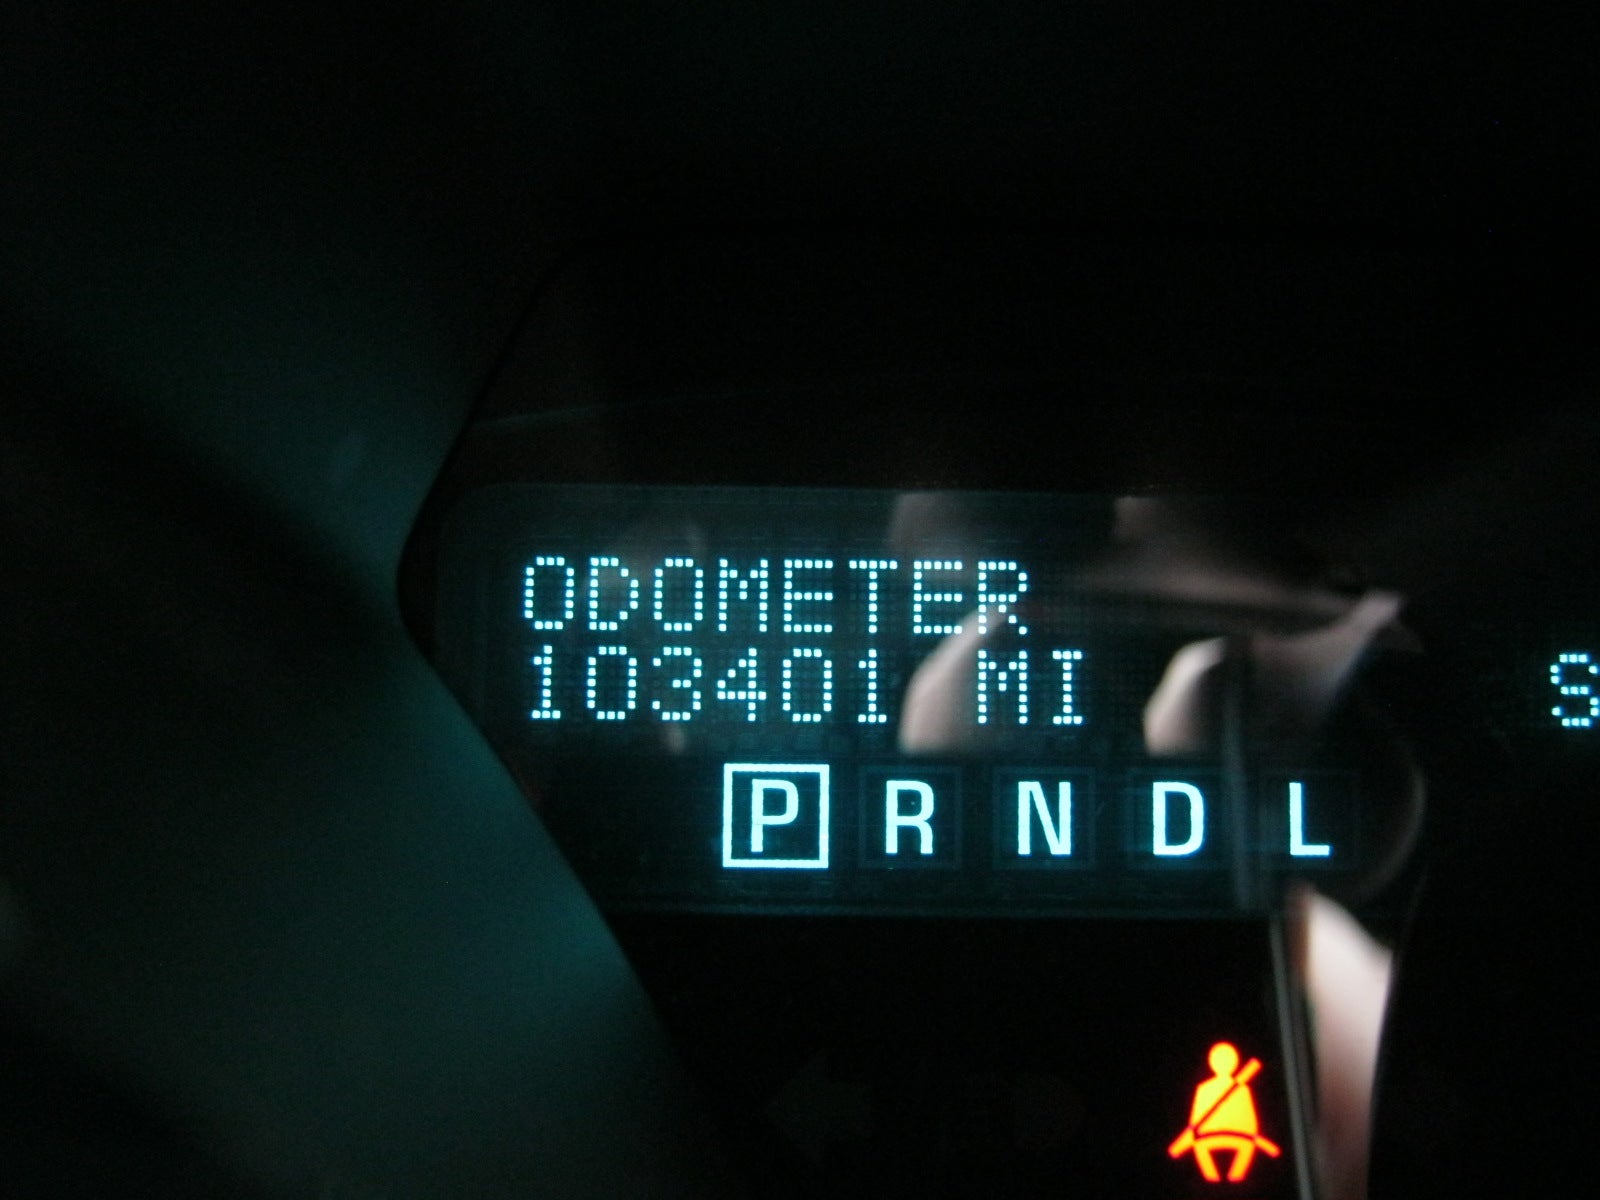 ODOMETER
103401 MI
S
P R N D L